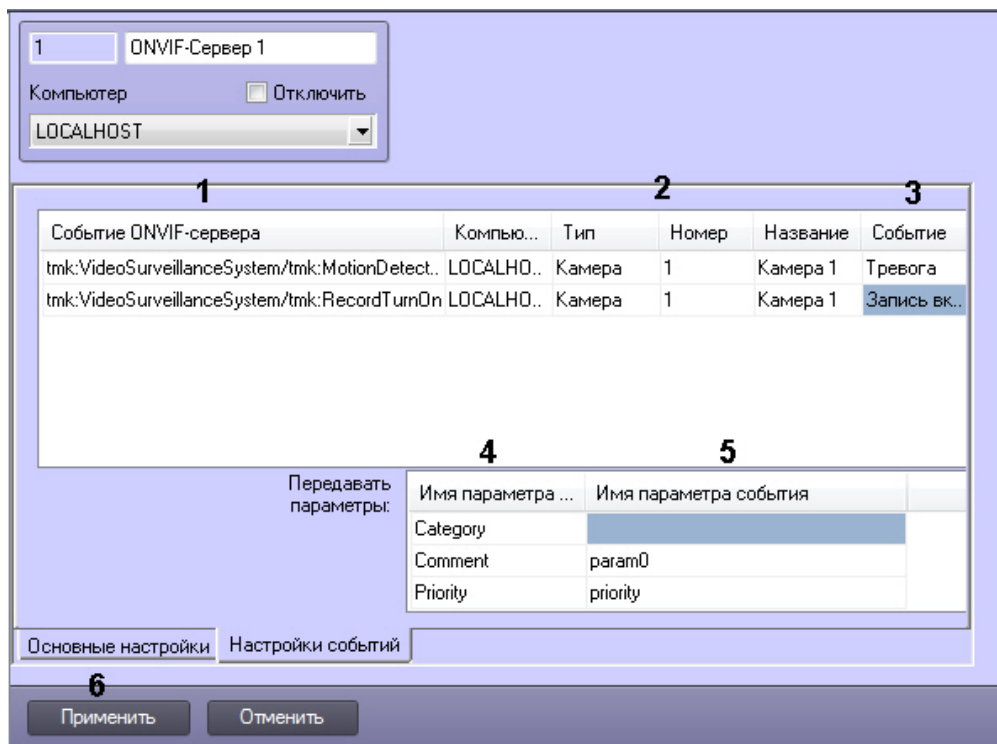 1 ONVIF-Сервер 1
Компьютер Отключить
LOCALHOST
1 2 3
Событие ONVIF-сервера Компью... Тип Номер Название Событие
tmk:VideoSurveillanceSystem/tmk:MotionDetect.. LOCALHO.. Камера 1 Камера 1 Тревога
tmk:VideoSurveillanceSystem/tmk:RecordTurnOn LOCALHO.. Камера 1 Камера 1 Запись вк..
4 5
Передавать
параметры:
Имя параметра ... Имя параметра события
Category
Comment param0
Priority priority
Основные настройки Настройки событий
6
Применить Отменить